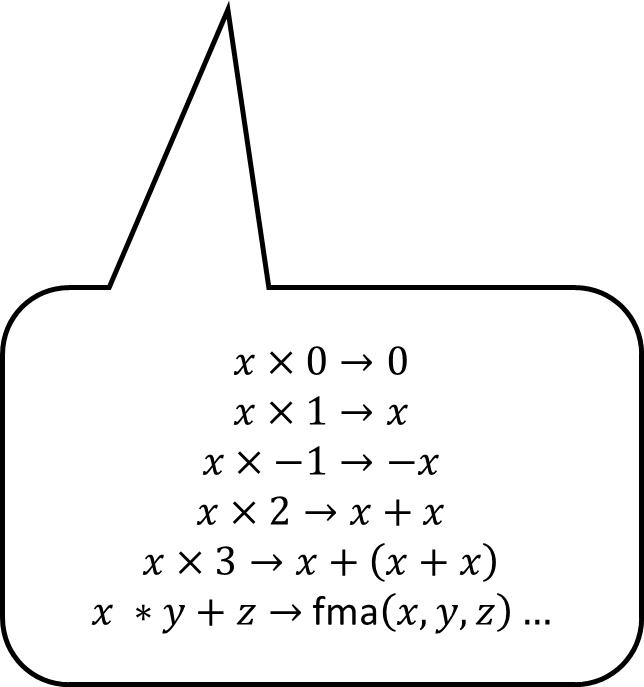 x × 0 → 0
x × 1 → x
x × −1 → −x
x × 2 → x + x
x × 3 → x + (x + x)
x ∗ y + z → fma(x, y, z) ...